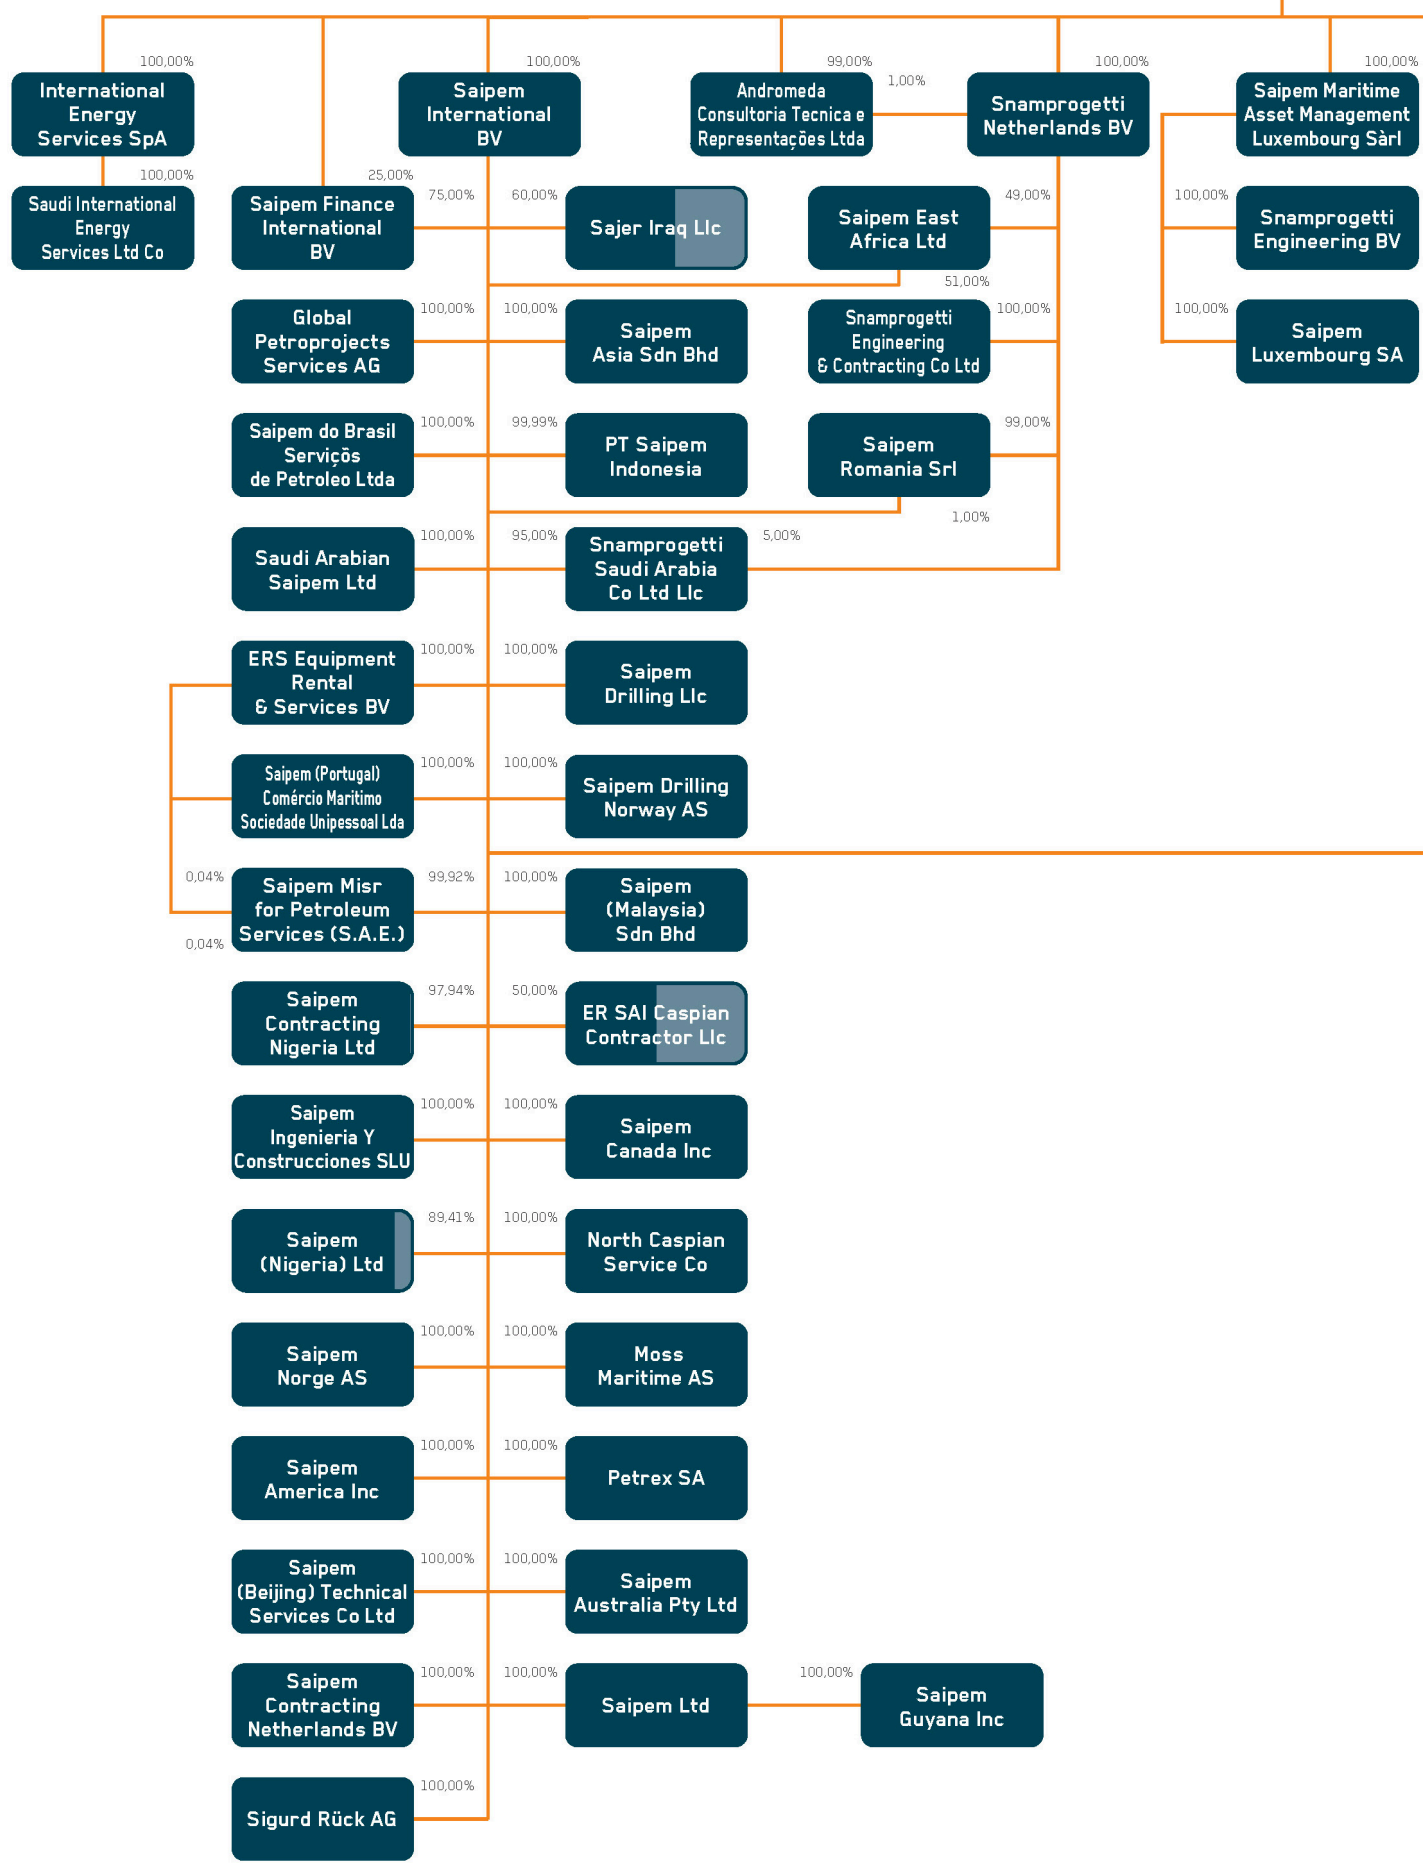 100,00%
International
Energy
Services SpA
100,00%
Saipem
International
BV
99,00%
Andromeda
Consultoria Tecnica e
Representações Ltda
1,00%
100,00%
Snamprogetti
Netherlands BV
100,00%
Saipem Maritime
Asset Management
Luxembourg Sàrl
100,00%
Saudi International
Energy
Services Ltd Co
25,00%
Saipem Finance
International
BV
75,00%
60,00%
Sajer Iraq Llc
Saipem East
Africa Ltd
49,00%
51,00%
100,00%
Snamprogetti
Engineering BV
Global
Petroprojects
Services AG
100,00%
100,00%
Saipem
Asia Sdn Bhd
Snamprogetti
Engineering
& Contracting Co Ltd
100,00%
100,00%
Saipem
Luxembourg SA
Saipem do Brasil
Serviçõs
de Petroleo Ltda
100,00%
99,99%
PT Saipem
Indonesia
Saipem
Romania Srl
99,00%
1,00%
Saudi Arabian
Saipem Ltd
100,00%
95,00%
Snamprogetti
Saudi Arabia
Co Ltd Llc
5,00%
ERS Equipment
Rental
& Services BV
100,00%
100,00%
Saipem
Drilling Llc
Saipem (Portugal)
Comércio Maritimo
Sociedade Unipessoal Lda
100,00%
100,00%
Saipem Drilling
Norway AS
0,04%
0,04%
Saipem Misr
for Petroleum
Services (S.A.E.)
99,92%
100,00%
Saipem
(Malaysia)
Sdn Bhd
Saipem
Contracting
Nigeria Ltd
97,94%
50,00%
ER SAI Caspian
Contractor Llc
Saipem
Ingenieria Y
Construcciones SLU
100,00%
100,00%
Saipem
Canada Inc
Saipem
(Nigeria) Ltd
89,41%
100,00%
North Caspian
Service Co
Saipem
Norge AS
100,00%
100,00%
Moss
Maritime AS
Saipem
America Inc
100,00%
100,00%
Petrex SA
Saipem
(Beijing) Technical
Services Co Ltd
100,00%
100,00%
Saipem
Australia Pty Ltd
Saipem
Contracting
Netherlands BV
100,00%
100,00%
Saipem Ltd
100,00%
Saipem
Guyana Inc
Sigurd Rück AG
100,00%